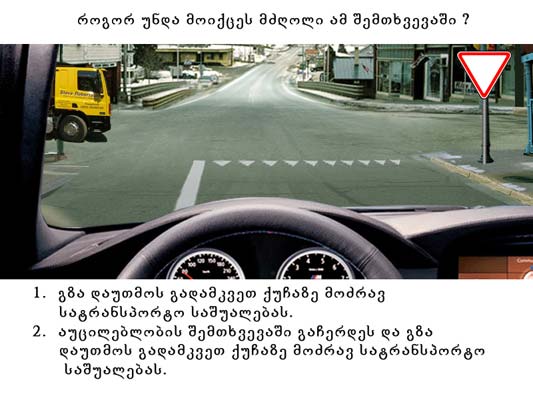 როგორ უნდა მოიქცეს მძღოლი ამ შემთხვევაში ?
1. გზა დაუთმოს გადამკვეთ ქუჩაზე მოძრავ
სატრანსპორტო საშუალებას.
2. აუცილებლობის შემთხვევაში გაჩერდეს და გზა
დაუთმოს გადამკვეთ ქუჩაზე მოძრავ სატრანსპორტო
საშუალებას.